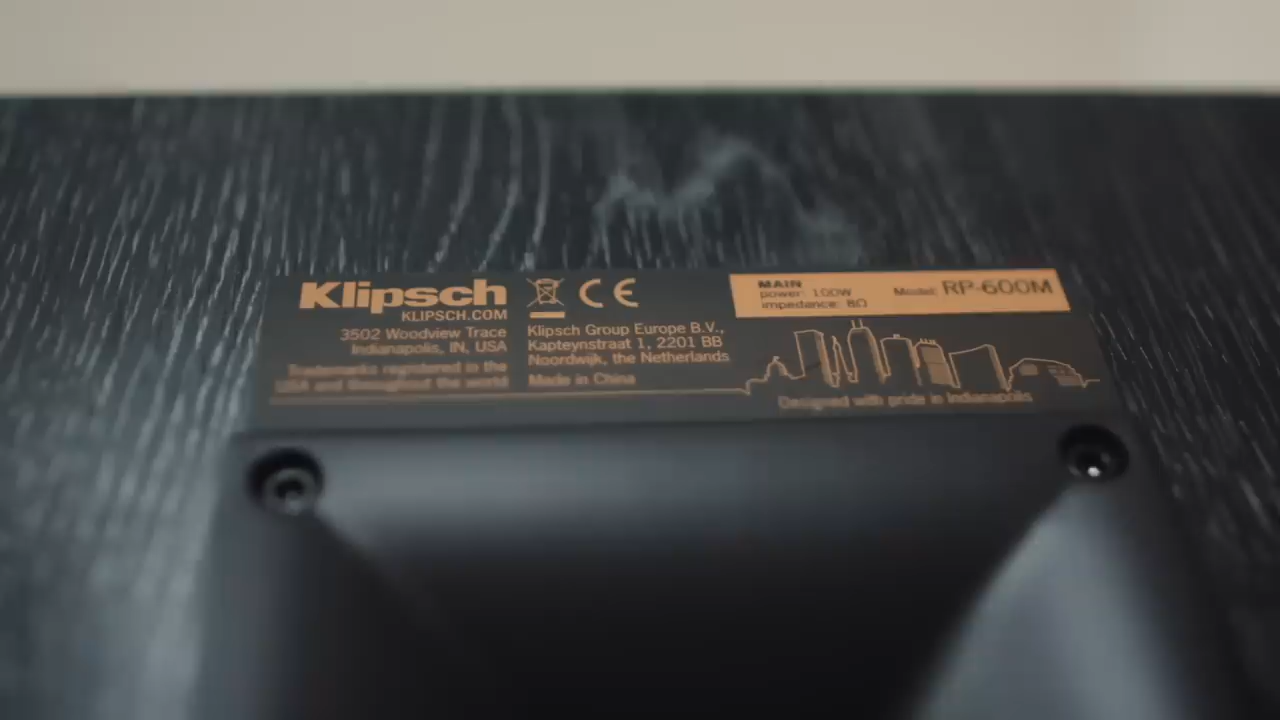 Klipsch
KLIPSCH.COM
3502 Woodview Trace
Indianapolis, IN, USA
Trademarks registered in the
USA and throughout the world
CE
Klipsch Group Europe B.V.,
Kapteynstraat 1, 2201 BB
Noordwijk, the Netherlands
Made in China
MAIN
power: 100W
impedance: 8Ω
Model: RP-600M
Designed with pride in Indianapolis